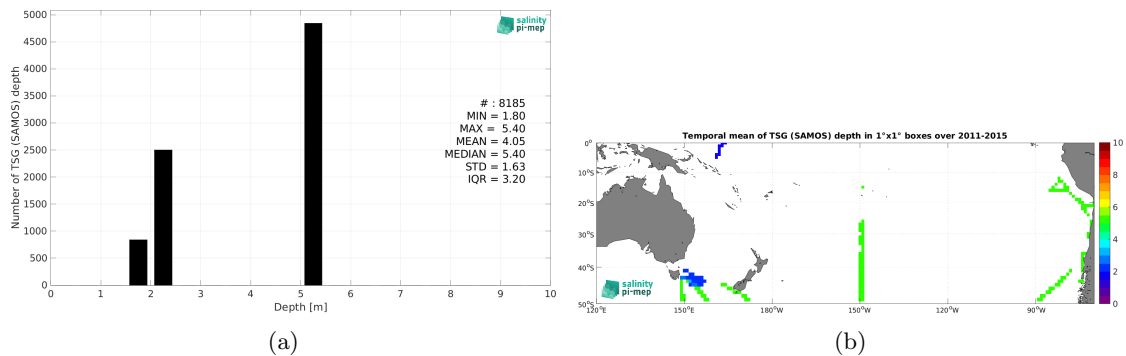 salinity
pi-mep
5000
4500
4000
3500
3000
2500
2000
1500
1000
500
0
Number of TSG (SAMOS) depth
# : 8185
MIN = 1.80
MAX = 5.40
MEAN = 4.05
MEDIAN = 5.40
STD = 1.63
IQR = 3.20
0 1 2 3 4 5 6 7 8 9 10
Depth [m]
(a)
Temporal mean of TSG (SAMOS) depth in 1°x1° boxes over 2011-2015
0°
10°S
20°S
30°S
40°S
50°S
salinity
pi-mep
120°E 150°E 180°W 150°W 120°W 90°W
10
8
6
4
2
0
(b)